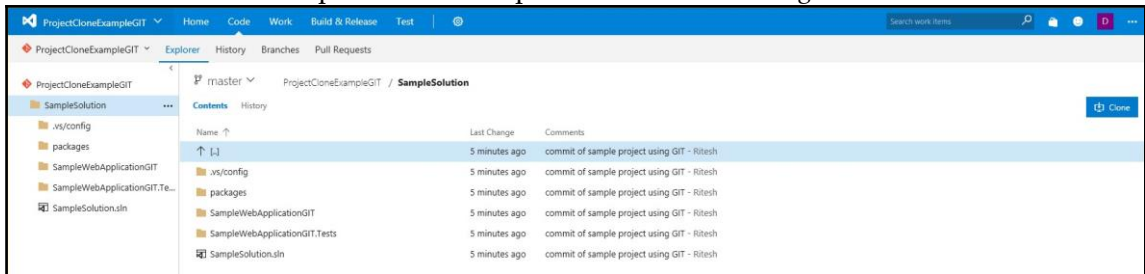 ProjectCloneExampleGIT Home Code Work Build & Release Test Search work items D
ProjectCloneExampleGIT Explorer History Branches Pull Requests
ProjectCloneExampleGIT
SampleSolution
.vs/config
packages
SampleWebApplicationGIT
SampleWebApplicationGIT.Te...
SampleSolution.sln
master ProjectCloneExampleGIT / SampleSolution
Contents History Clone
Name Last Change Comments
[..] 5 minutes ago commit of sample project using GIT - Ritesh
.vs/config 5 minutes ago commit of sample project using GIT - Ritesh
packages 5 minutes ago commit of sample project using GIT - Ritesh
SampleWebApplicationGIT 5 minutes ago commit of sample project using GIT - Ritesh
SampleWebApplicationGIT.Tests 5 minutes ago commit of sample project using GIT - Ritesh
SampleSolution.sln 5 minutes ago commit of sample project using GIT - Ritesh